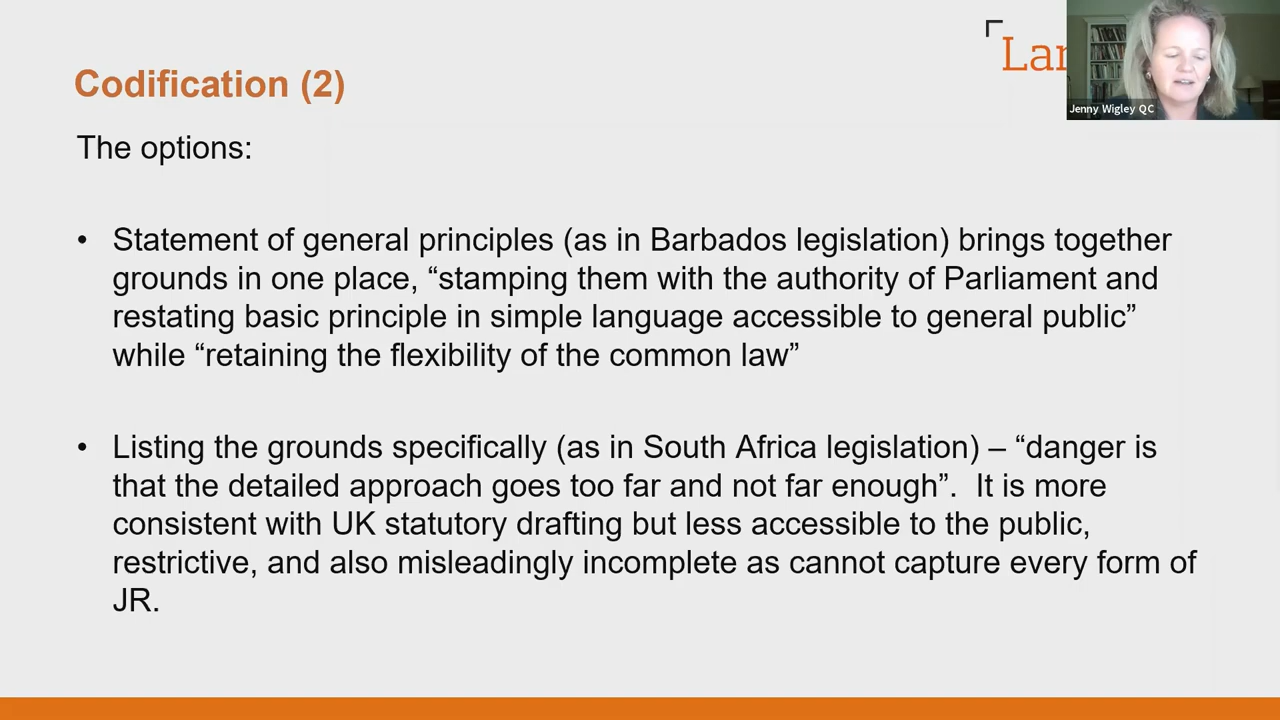 Lar
Jenny Wigley QC
Codification (2)
The options:
• Statement of general principles (as in Barbados legislation) brings together
grounds in one place, “stamping them with the authority of Parliament and
restating basic principle in simple language accessible to general public”
while “retaining the flexibility of the common law”
• Listing the grounds specifically (as in South Africa legislation) – “danger is
that the detailed approach goes too far and not far enough”.  It is more
consistent with UK statutory drafting but less accessible to the public,
restrictive, and also misleadingly incomplete as cannot capture every form of
JR.